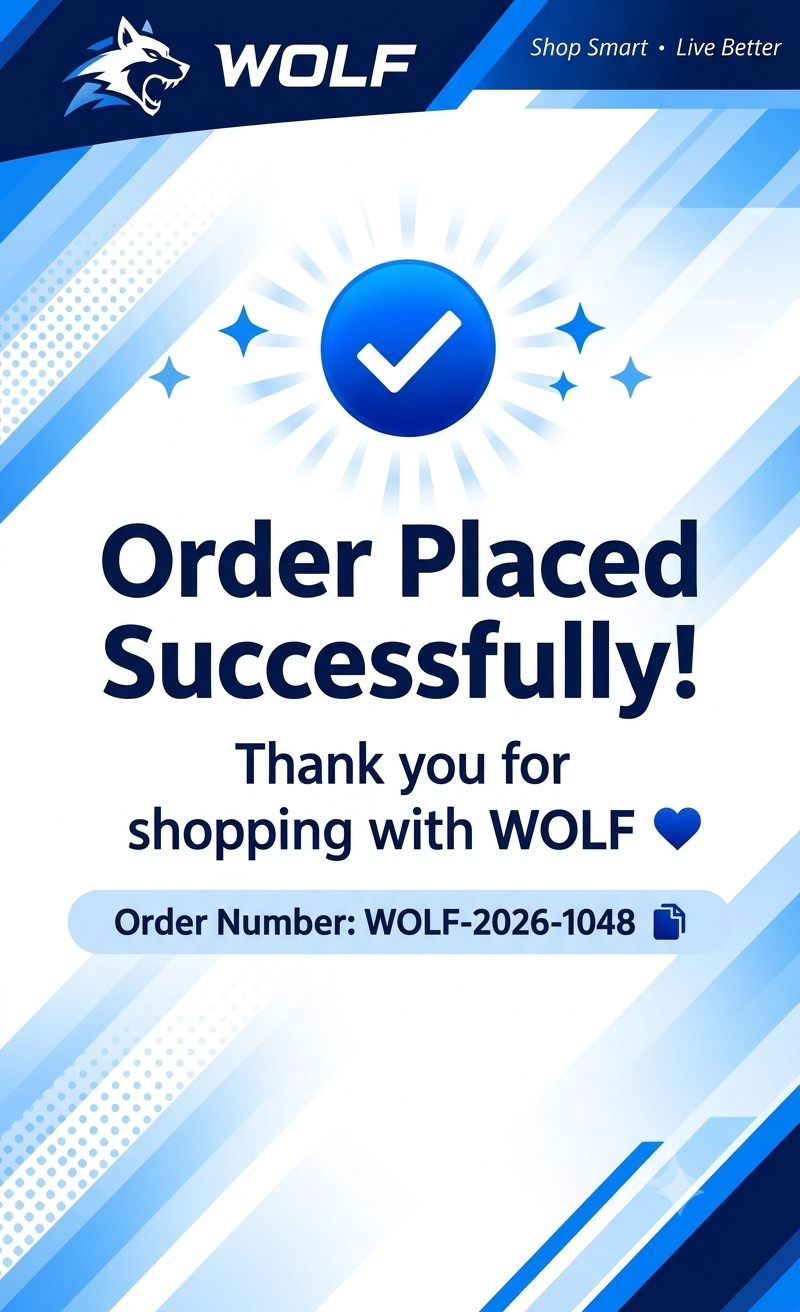 WOLF
Shop Smart • Live Better
Order Placed
Successfully!
Thank you for
shopping with WOLF 💙
Order Number: WOLF-2026-1048